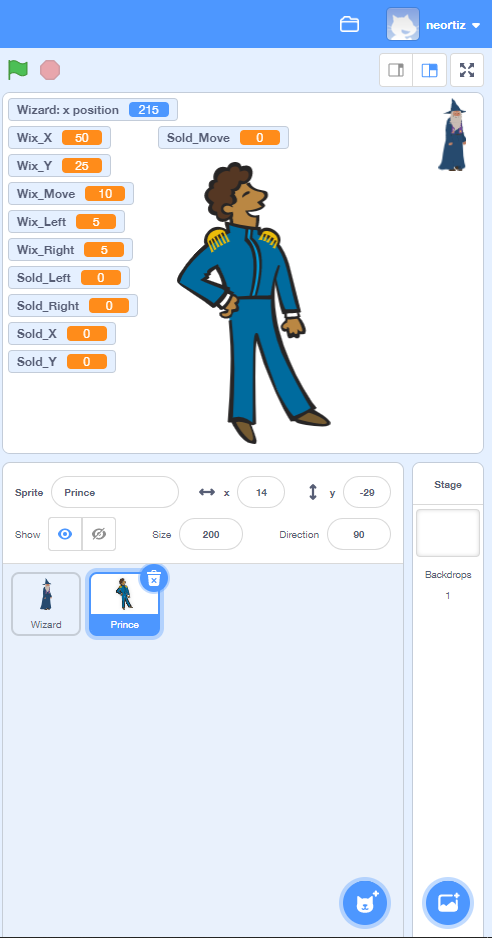 neortiz
Wizard: x position 215
Wix_X 50
Sold_Move 0
Wix_Y 25
Wix_Move 10
Wix_Left 5
Wix_Right 5
Sold_Left 0
Sold_Right 0
Sold_X 0
Sold_Y 0
Sprite Prince x 14 y -29
Show Size 200 Direction 90
Stage
Backdrops
1
Wizard
Prince